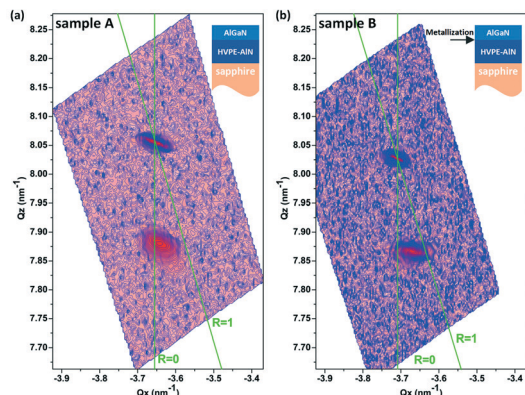 (a) sample A
AlGaN
HVPE-AlN
sapphire
8.25
8.20
8.15
8.10
8.05
8.00
7.95
7.90
7.85
7.80
7.75
7.70
Qz (nm⁻¹)
R=1
R=0
-3.9 -3.8 -3.7 -3.6 -3.5 -3.4
Qx (nm⁻¹)
(b) sample B
Metallization
AlGaN
HVPE-AlN
sapphire
8.25
8.20
8.15
8.10
8.05
8.00
7.95
7.90
7.85
7.80
7.75
7.70
Qz (nm⁻¹)
R=1
R=0
-3.9 -3.8 -3.7 -3.6 -3.5 -3.4
Qx (nm⁻¹)